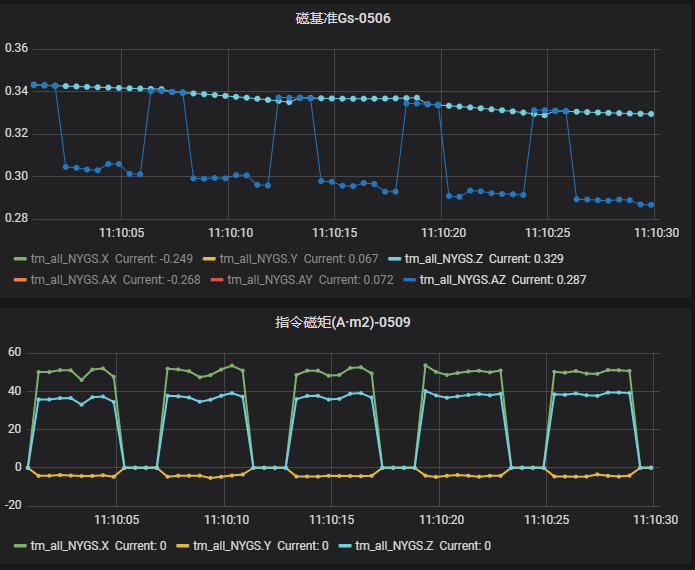 磁基准Gs-0506
0.36
0.34
0.32
0.30
0.28
11:10:05 11:10:10 11:10:15 11:10:20 11:10:25 11:10:30
tm_all_NYGS.X Current: -0.249 tm_all_NYGS.Y Current: 0.067 tm_all_NYGS.Z Current: 0.329
tm_all_NYGS.AX Current: -0.268 tm_all_NYGS.AY Current: 0.072 tm_all_NYGS.AZ Current: 0.287
指令磁矩(A·m2)-0509
60
40
20
0
-20
11:10:05 11:10:10 11:10:15 11:10:20 11:10:25 11:10:30
tm_all_NYGS.X Current: 0 tm_all_NYGS.Y Current: 0 tm_all_NYGS.Z Current: 0